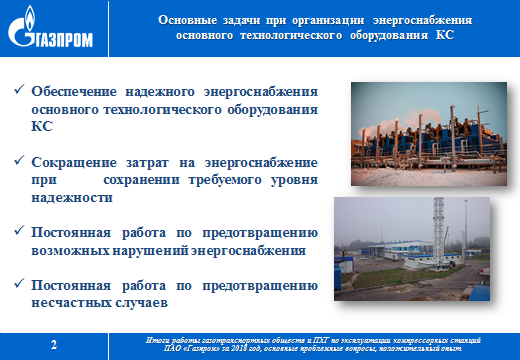 ГАЗПРОМ
Основные задачи при организации энергоснабжения
основного технологического оборудования КС
Обеспечение надежного энергоснабжения
основного технологического оборудования
КС
Сокращение затрат на энергоснабжение
при сохранении требуемого уровня
надежности
Постоянная работа по предотвращению
возможных нарушений энергоснабжения
Постоянная работа по предотвращению
несчастных случаев
2
Итоги работы газотранспортных обществ и ПХГ по эксплуатации компрессорных станций
ПАО «Газпром» за 2018 год, основные проблемные вопросы, положительный опыт